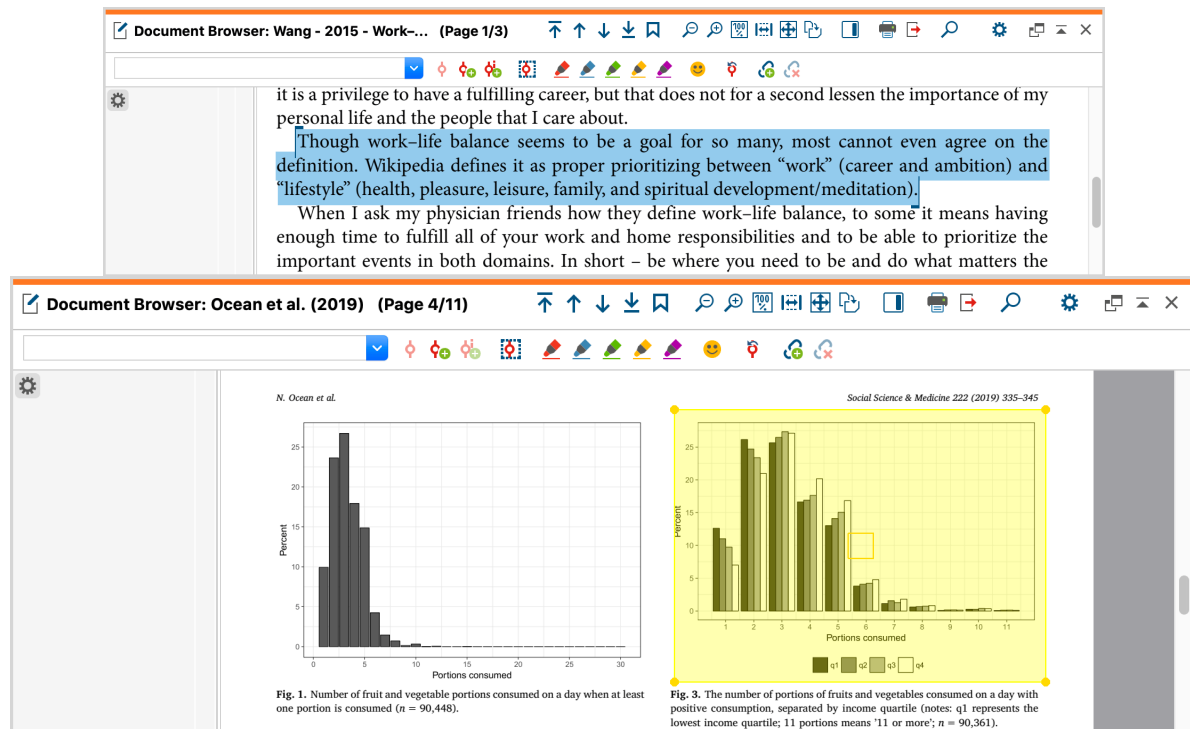 Document Browser: Wang - 2015 - Work–... (Page 1/3)
100 %
it is a privilege to have a fulfilling career, but that does not for a second lessen the importance of my
personal life and the people that I care about.
Though work–life balance seems to be a goal for so many, most cannot even agree on the
definition. Wikipedia defines it as proper prioritizing between “work” (career and ambition) and
“lifestyle” (health, pleasure, leisure, family, and spiritual development/meditation).
When I ask my physician friends how they define work–life balance, to some it means having
enough time to fulfill all of your work and home responsibilities and to be able to prioritize the
important events in both domains. In short – be where you need to be and do what matters the
Document Browser: Ocean et al. (2019) (Page 4/11)
100 %
N. Ocean et al.
Social Science & Medicine 222 (2019) 335–345
25
20
15
10
5
0
Percent
0 5 10 15 20 25 30
Portions consumed
25
20
15
10
5
0
Percent
1 2 3 4 5 6 7 8 9 10 11
Portions consumed
q1 q2 q3 q4
Fig. 1. Number of fruit and vegetable portions consumed on a day when at least
one portion is consumed (n = 90,448).
Fig. 3. The number of portions of fruits and vegetables consumed on a day with
positive consumption, separated by income quartile (notes: q1 represents the
lowest income quartile; 11 portions means '11 or more'; n = 90,361).